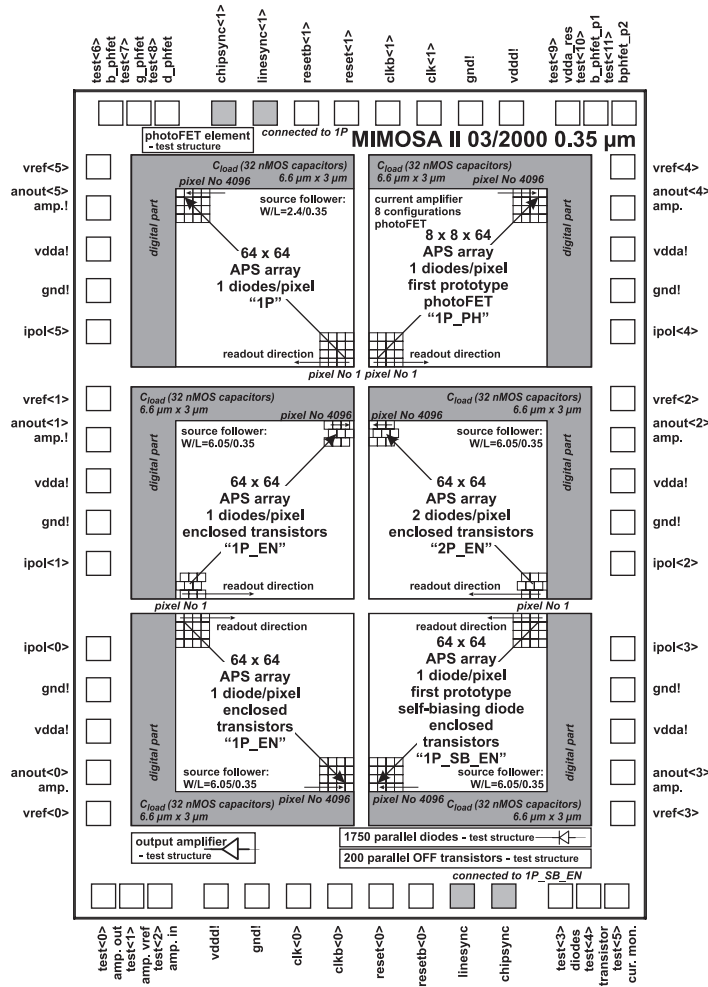 test<6>
b_phfet
test<7>
g_phfet
test<8>
d_phfet
chipsync<1>
linesync<1>
resetb<1>
reset<1>
clkb<1>
clk<1>
gnd!
vddd!
test<9>
vdda_res
test<10>
b_phfet_p1
test<11>
bphfet_p2
photoFET element
- test structure
connected to 1P
MIMOSA II 03/2000 0.35 µm
vref<5>
anout<5>
amp.!
vdda!
gnd!
ipol<5>
Cload (32 nMOS capacitors)
6.6 µm x 3 µm
pixel No 4096
digital part
source follower:
W/L=2.4/0.35
64 x 64
APS array
1 diodes/pixel
“1P”
readout direction
pixel No 1
Cload (32 nMOS capacitors)
6.6 µm x 3 µm
pixel No 4096
current amplifier
8 configurations
photoFET
digital part
8 x 8 x 64
APS array
1 diodes/pixel
first prototype
photoFET
“1P_PH”
readout direction
pixel No 1
vref<4>
anout<4>
amp.
vdda!
gnd!
ipol<4>
vref<1>
anout<1>
amp.!
vdda!
gnd!
ipol<1>
Cload (32 nMOS capacitors)
6.6 µm x 3 µm
pixel No 4096
digital part
source follower:
W/L=6.05/0.35
64 x 64
APS array
1 diodes/pixel
enclosed transistors
“1P_EN”
readout direction
pixel No 1
Cload (32 nMOS capacitors)
6.6 µm x 3 µm
pixel No 4096
source follower:
W/L=6.05/0.35
digital part
64 x 64
APS array
2 diodes/pixel
enclosed transistors
“2P_EN”
readout direction
pixel No 1
vref<2>
anout<2>
amp.
vdda!
gnd!
ipol<2>
ipol<0>
gnd!
vdda!
anout<0>
amp.
vref<0>
readout direction
64 x 64
APS array
1 diode/pixel
enclosed
transistors
“1P_EN”
digital part
source follower:
W/L=6.05/0.35
pixel No 4096
Cload (32 nMOS capacitors)
6.6 µm x 3 µm
readout direction
64 x 64
APS array
1 diode/pixel
first prototype
self-biasing diode
enclosed
transistors
“1P_SB_EN”
digital part
source follower:
W/L=6.05/0.35
pixel No 4096
Cload (32 nMOS capacitors)
6.6 µm x 3 µm
ipol<3>
gnd!
vdda!
anout<3>
amp.
vref<3>
output amplifier
- test structure
1750 parallel diodes - test structure
200 parallel OFF transistors - test structure
connected to 1P_SB_EN
test<0>
amp. out
test<1>
amp. vref
test<2>
amp. in
vddd!
gnd!
clk<0>
clkb<0>
reset<0>
resetb<0>
linesync
chipsync
test<3>
diodes
test<4>
transistor
test<5>
cur. mon.